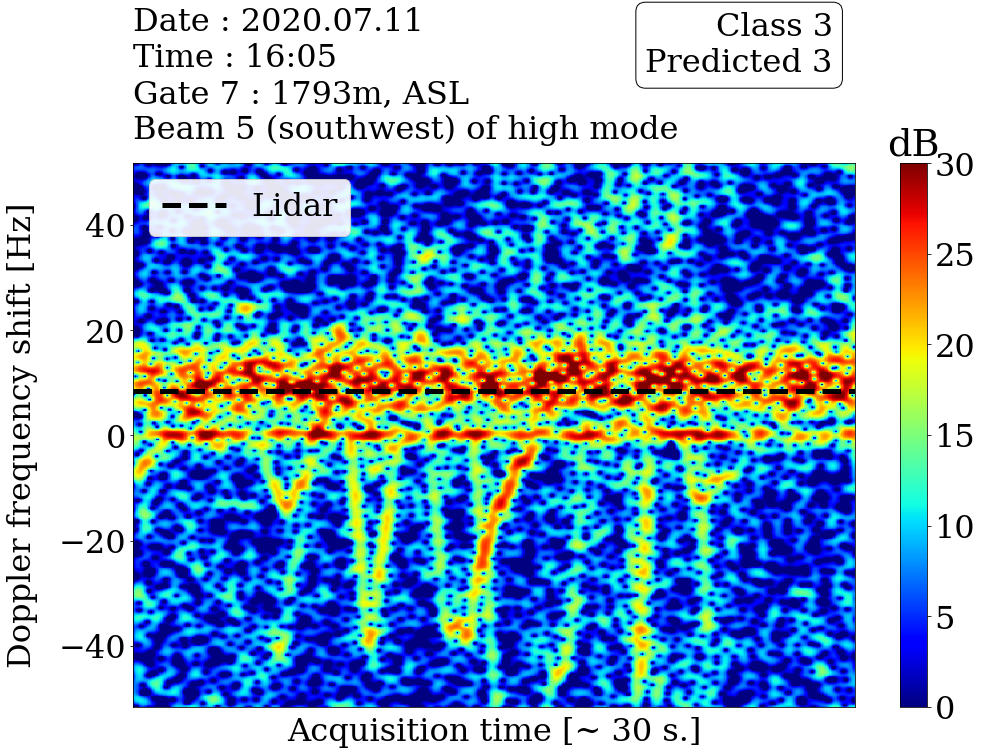 Date : 2020.07.11
Time : 16:05
Gate 7 : 1793m, ASL
Beam 5 (southwest) of high mode
Class 3
Predicted 3
dB
Lidar
Doppler frequency shift [Hz]
40
20
0
−20
−40
Acquisition time [~ 30 s.]
30
25
20
15
10
5
0